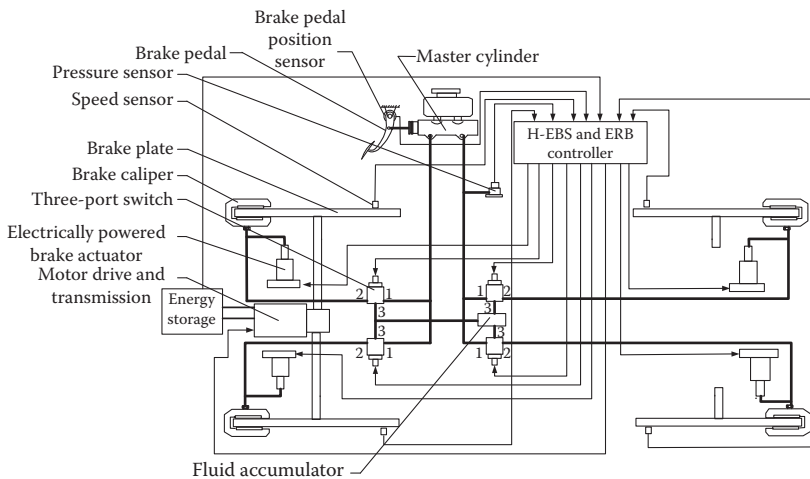 Brake pedal
position
sensor
Brake pedal
Master cylinder
Pressure sensor
Speed sensor
H-EBS and ERB
controller
Brake plate
Brake caliper
Three-port switch
Electrically powered
brake actuator
Motor drive and
transmission
Energy
storage
2 1
3
1 2
3
3
2 1
3
1 2
Fluid accumulator